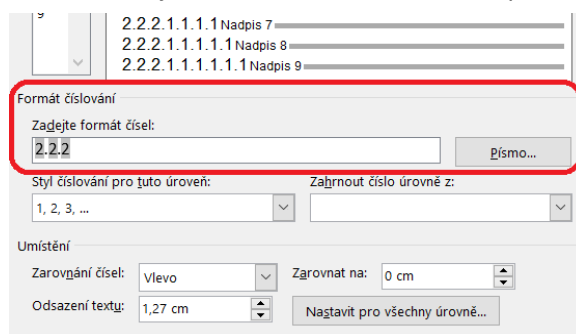 9
2.2.2.1.1.1.1 Nadpis 7
2.2.2.1.1.1.1.1 Nadpis 8
2.2.2.1.1.1.1.1.1 Nadpis 9
Formát číslování
Zadejte formát čísel:
2.2.2
Písmo...
Styl číslování pro tuto úroveň: Zahrnout číslo úrovně z:
1, 2, 3, ...
Umístění
Zarovnání čísel: Vlevo Zarovnat na: 0 cm
Odsazení textu: 1,27 cm Nastavit pro všechny úrovně...